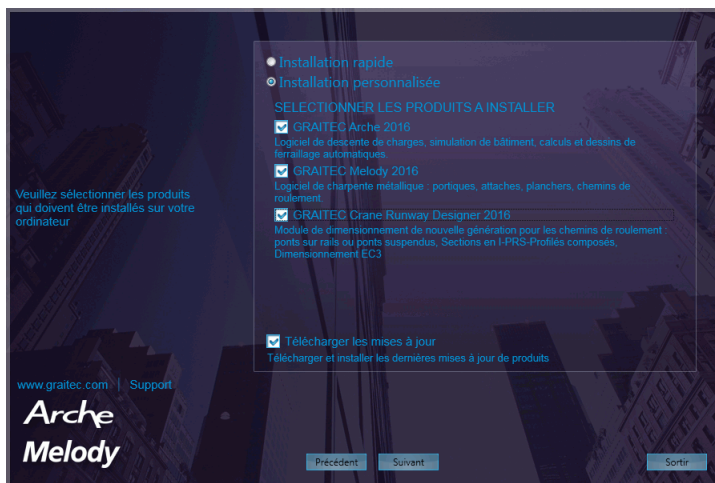 Installation rapide
Installation personnalisée
SELECTIONNER LES PRODUITS A INSTALLER
GRAITEC Arche 2016
Logiciel de descente de charges, simulation de bâtiment, calculs et dessins de
ferraillage automatiques.
GRAITEC Melody 2016
Logiciel de charpente métallique : portiques, attaches, planchers, chemins de
roulement.
GRAITEC Crane Runway Designer 2016
Module de dimensionnement de nouvelle génération pour les chemins de roulement :
ponts sur rails ou ponts suspendus, Sections en I-PRS-Profilés composés,
Dimensionnement EC3
Veuillez sélectionner les produits
qui doivent être installés sur votre
ordinateur
Télécharger les mises à jour
Télécharger et installer les dernières mises à jour de produits
www.graitec.com | Support
Arche
Melody
Précédent Suivant Sortir